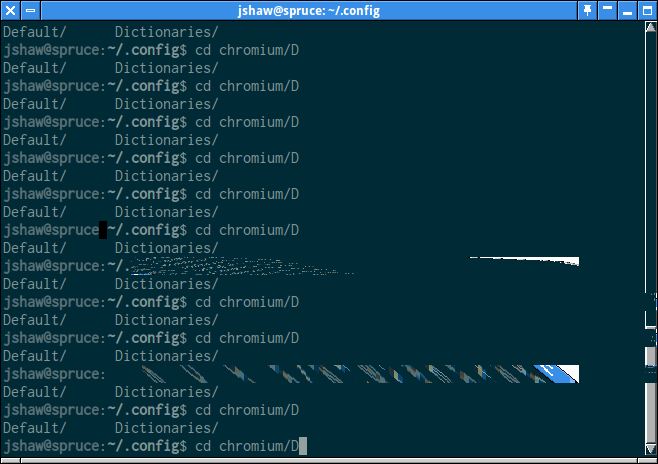 jshaw@spruce: ~/.config
Default/ Dictionaries/
jshaw@spruce:~/.config$ cd chromium/D
Default/ Dictionaries/
jshaw@spruce:~/.config$ cd chromium/D
Default/ Dictionaries/
jshaw@spruce:~/.config$ cd chromium/D
Default/ Dictionaries/
jshaw@spruce:~/.config$ cd chromium/D
Default/ Dictionaries/
jshaw@spruce:~/.config$ cd chromium/D
Default/ Dictionaries/
jshaw@spruce ~/.config$ cd chromium/D
Default/ Dictionaries/
jshaw@spruce:~/.
Default/ Dictionaries/
jshaw@spruce:~/.config$ cd chromium/D
Default/ Dictionaries/
jshaw@spruce:~/.config$ cd chromium/D
Default/ Dictionaries/
jshaw@spruce:
Default/ Dictionaries/
jshaw@spruce:~/.config$ cd chromium/D
Default/ Dictionaries/
jshaw@spruce:~/.config$ cd chromium/D